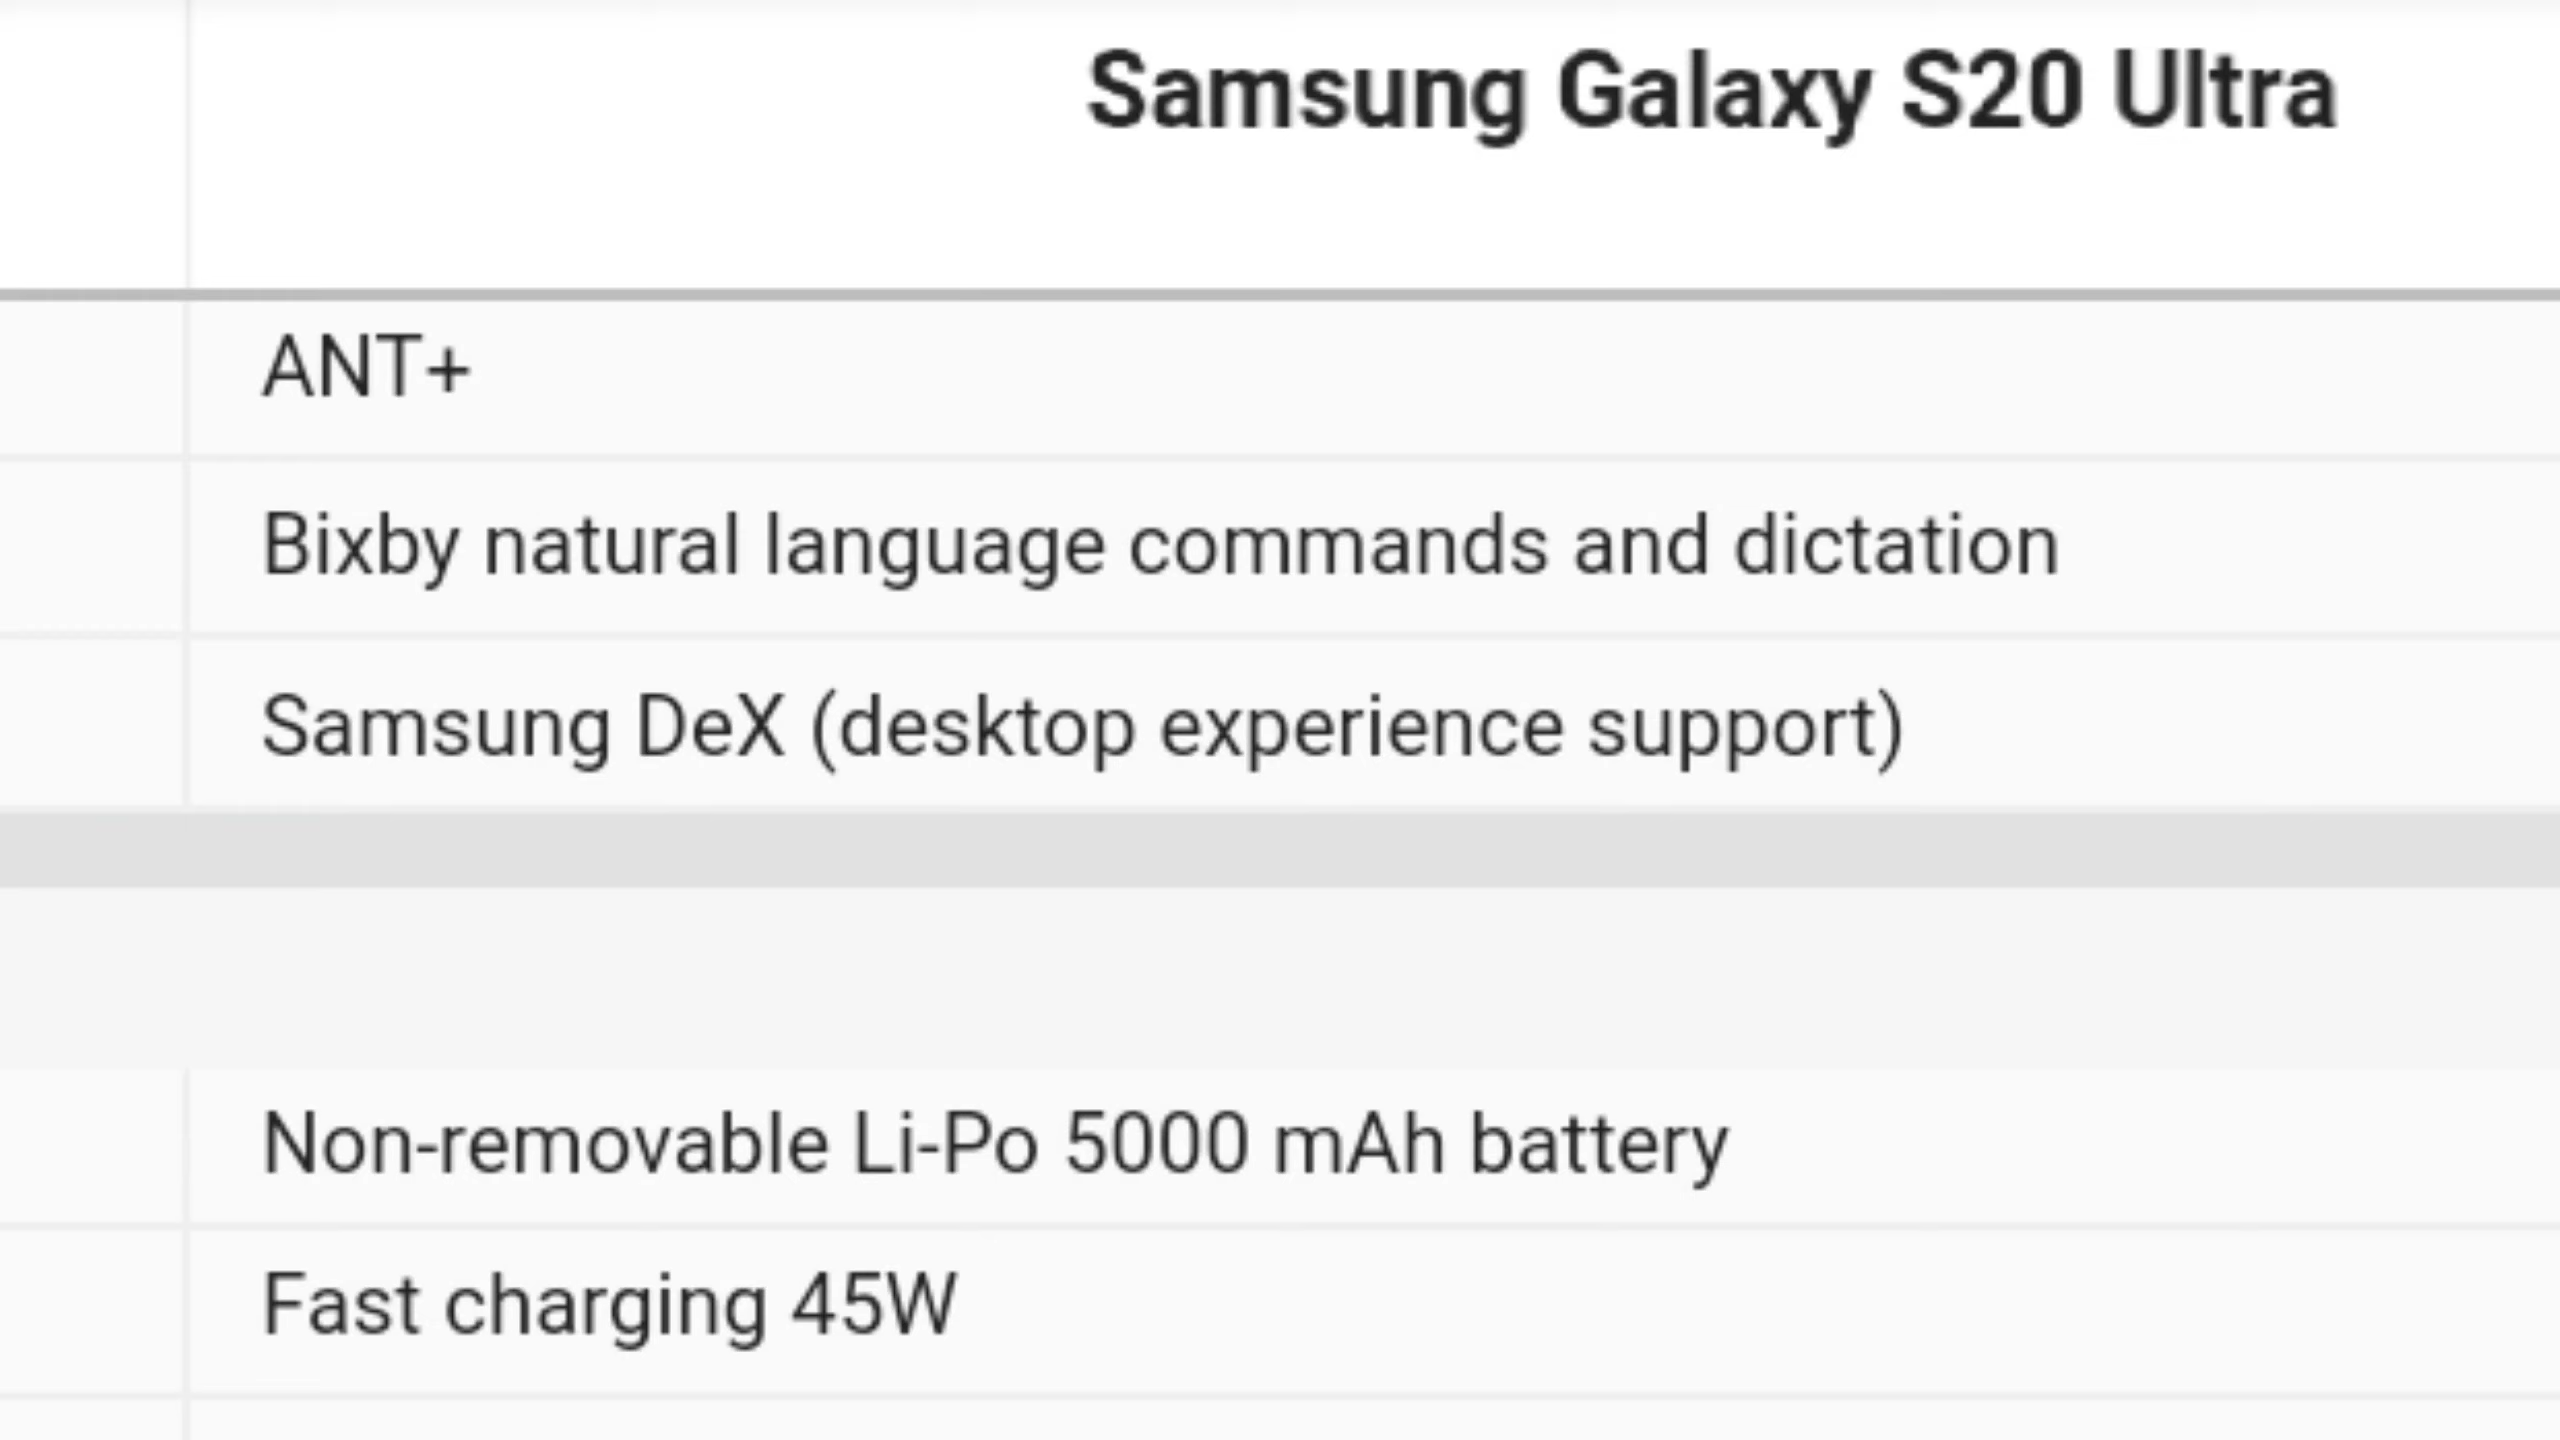 Samsung Galaxy S20 Ultra
ANT+
Bixby natural language commands and dictation
Samsung DeX (desktop experience support)
Non-removable Li-Po 5000 mAh battery
Fast charging 45W